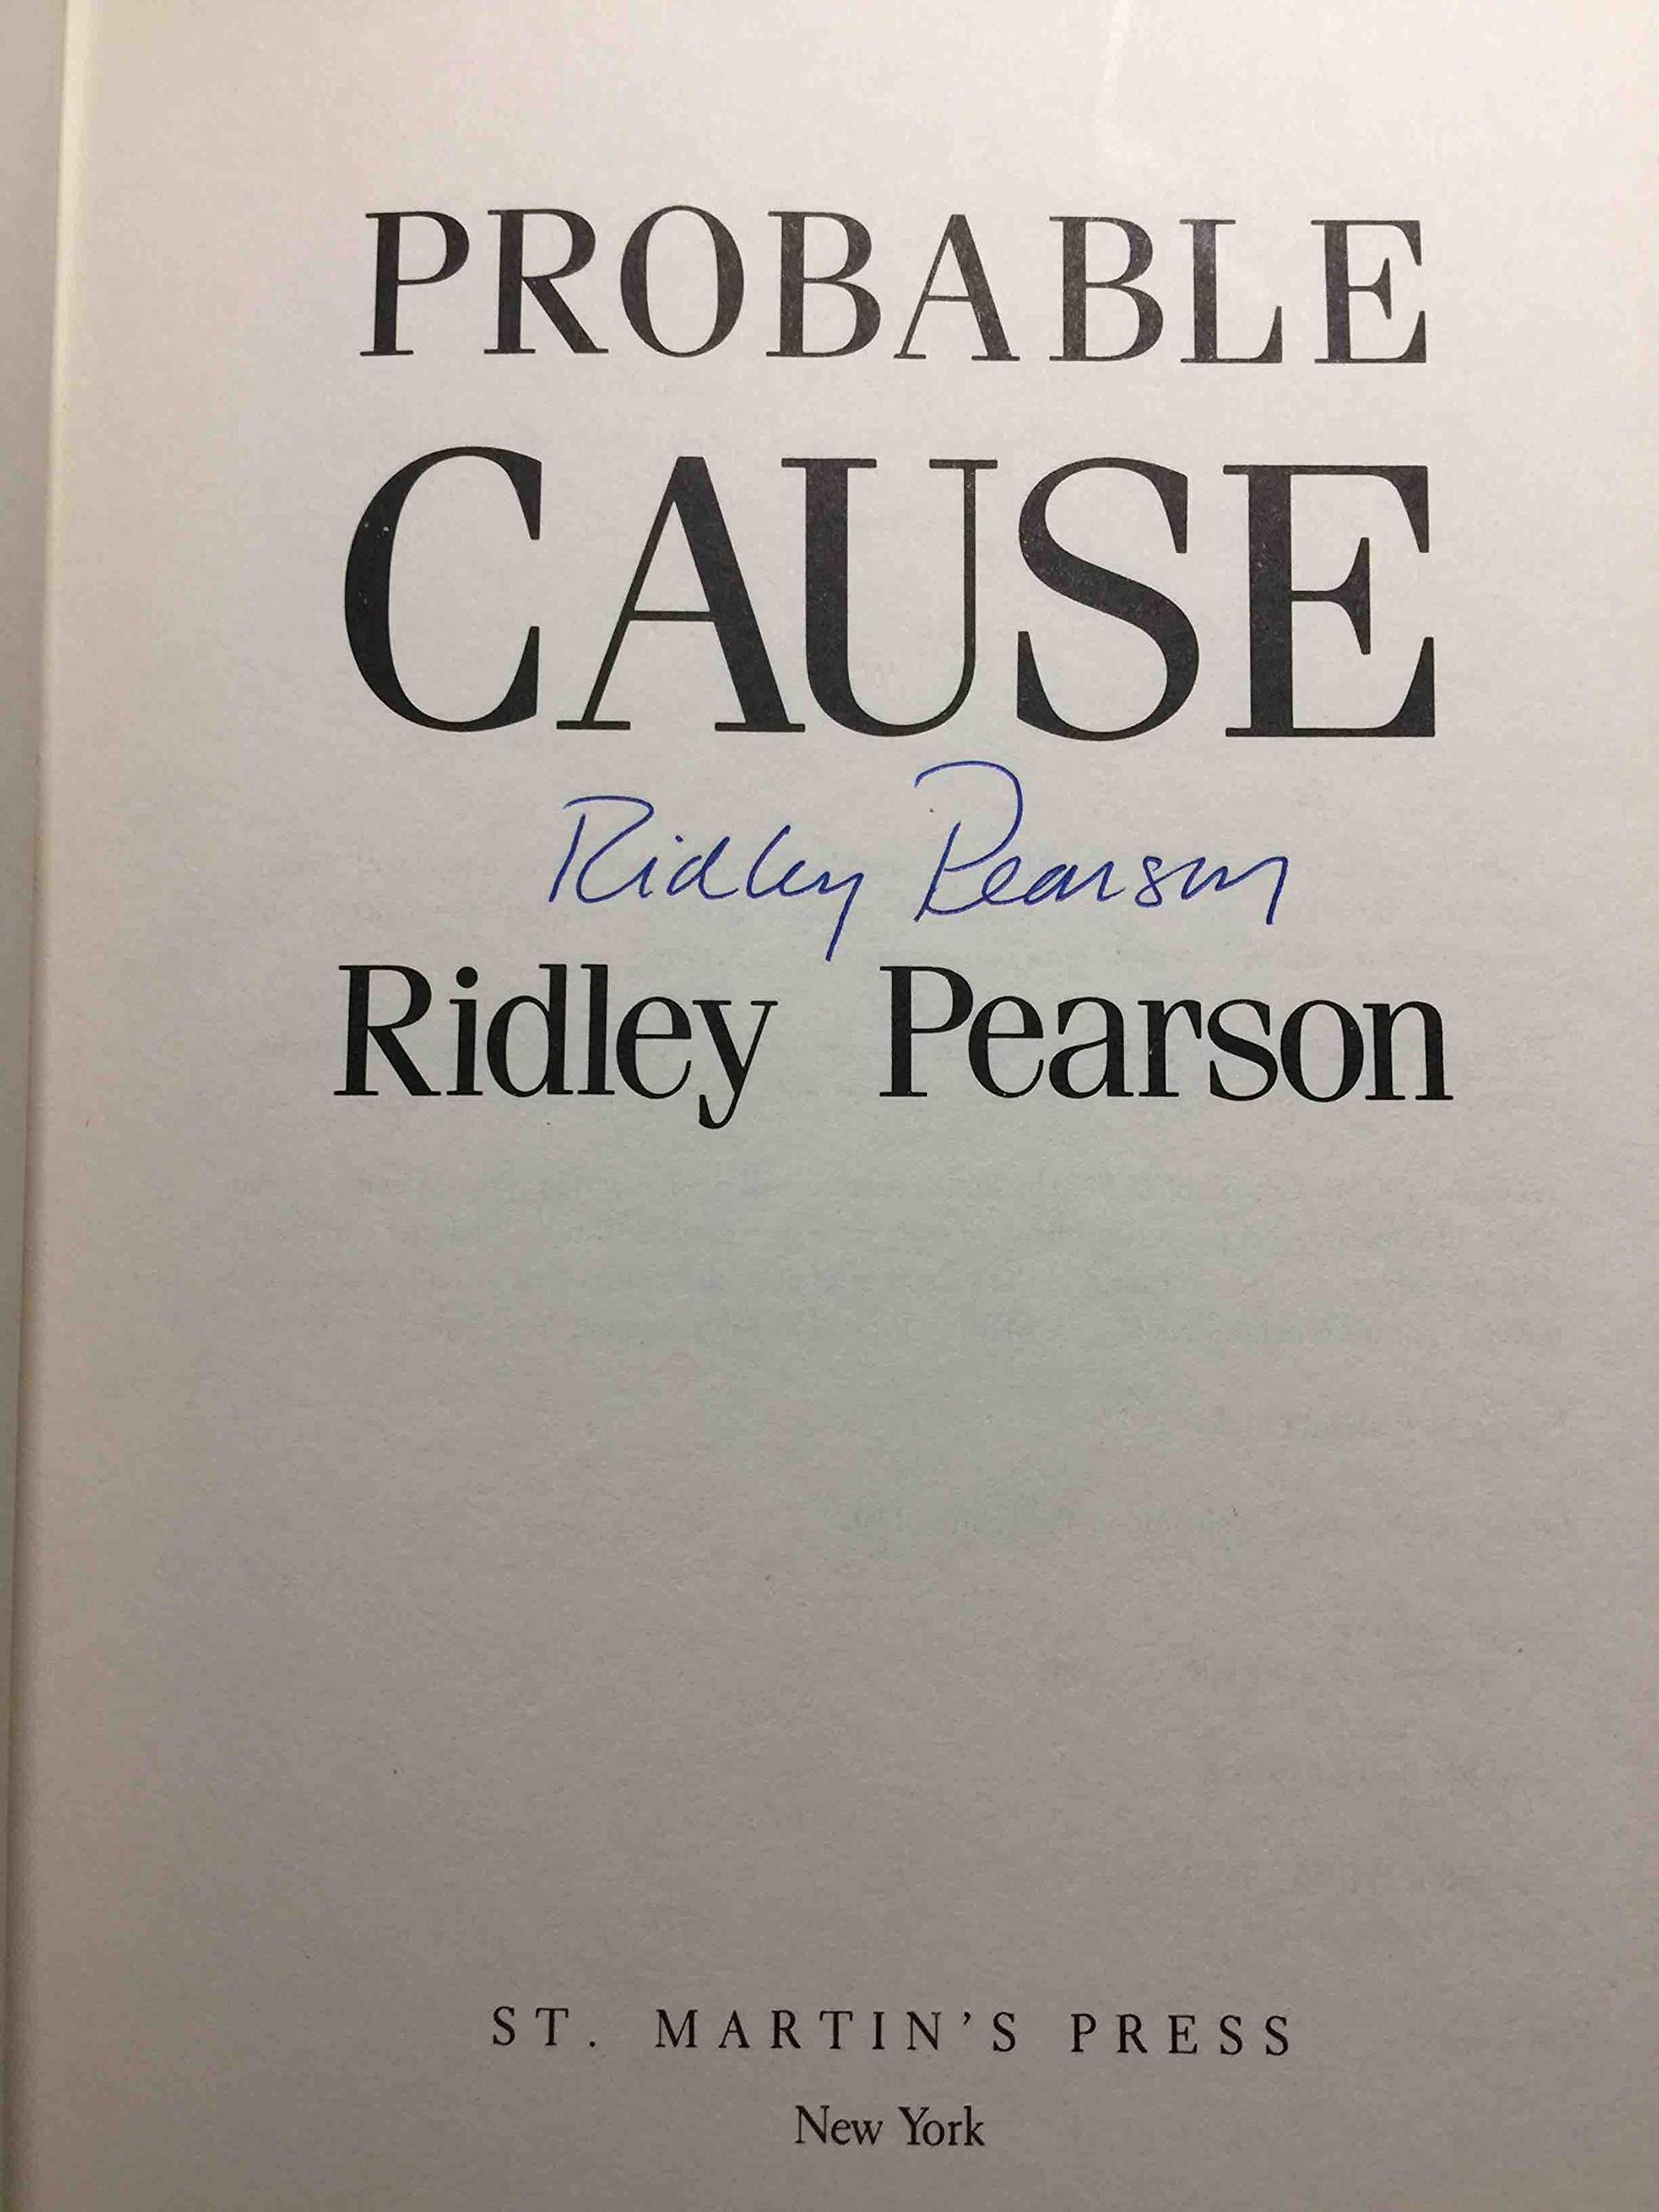 PROBABLE
CAUSE
Ridley Pearson
Ridley Pearson
ST. MARTIN'S PRESS
New York